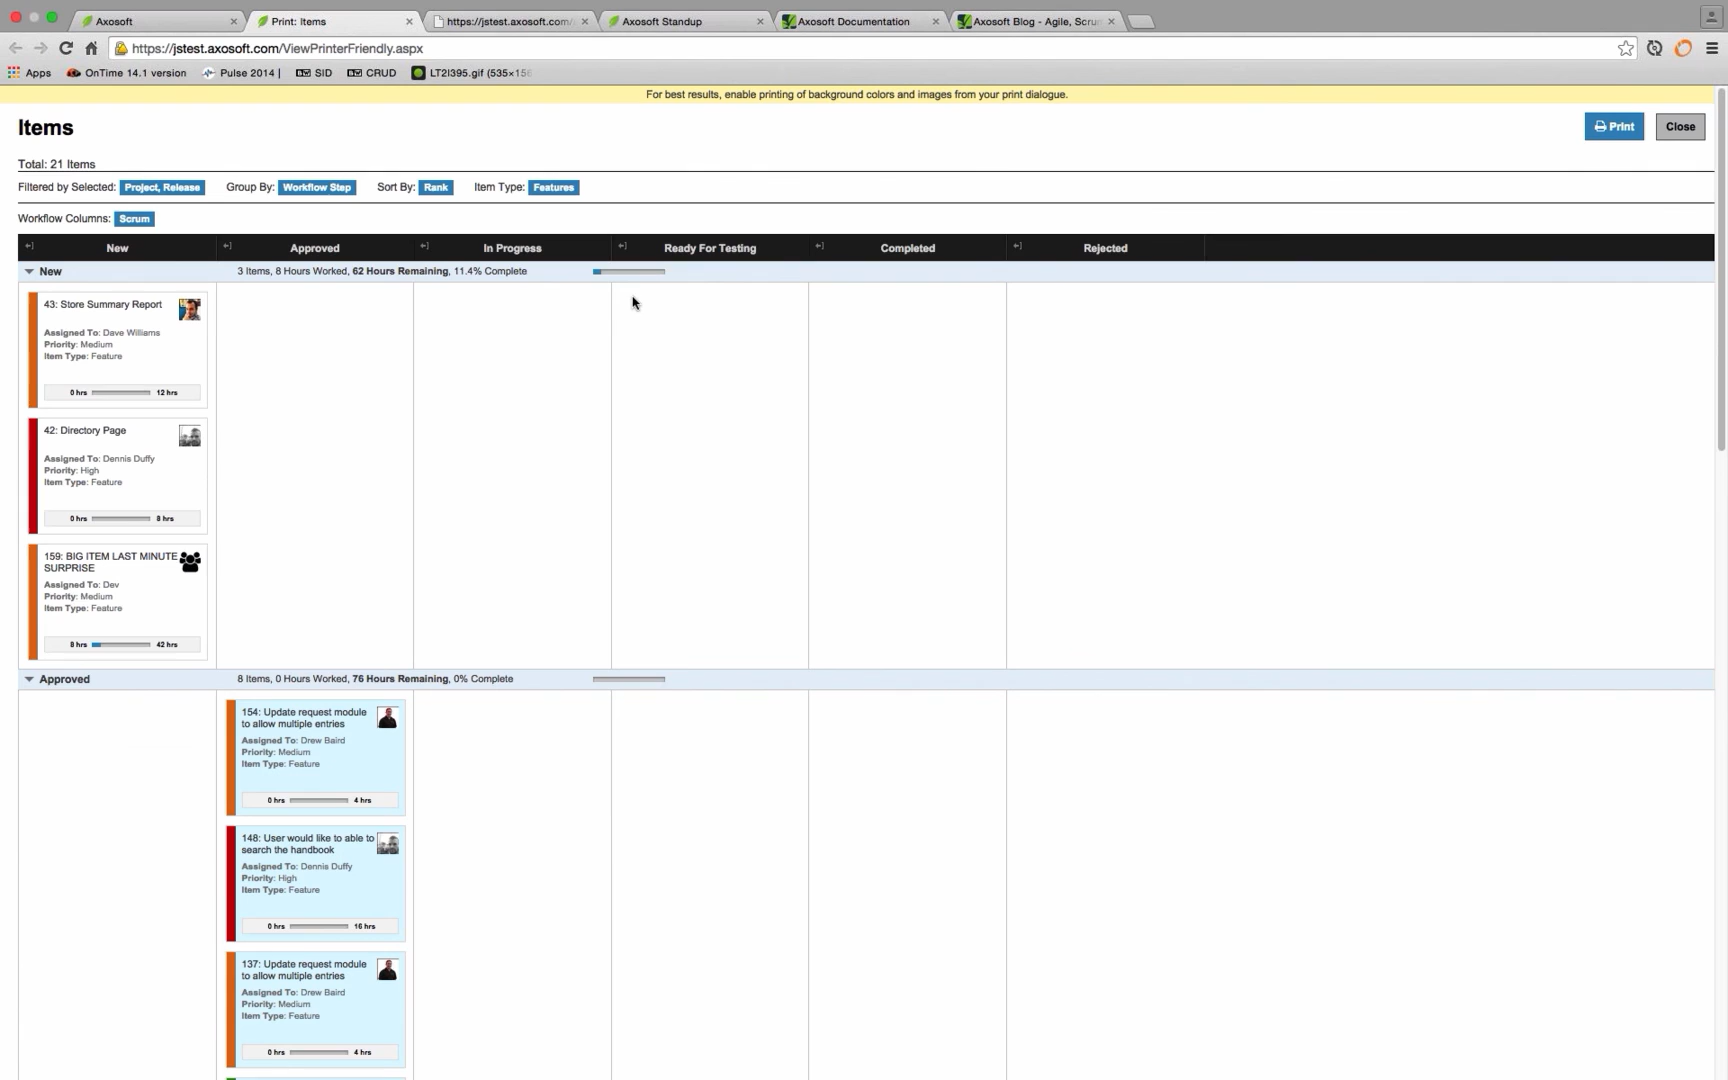 Axosoft
Print: Items
https://jstest.axosoft.com/
Axosoft Standup
Axosoft Documentation
Axosoft Blog - Agile, Scru
https://jstest.axosoft.com/ViewPrinterFriendly.aspx
Apps
OnTime 14.1 version
Pulse 2014 |
SID
CRUD
LT2I395.gif (535×156
For best results, enable printing of background colors and images from your print dialogue.
Items
Print
Close
Total: 21 Items
Filtered by Selected: Project, Release Group By: Workflow Step Sort By: Rank Item Type: Features
Workflow Columns: Scrum
New Approved In Progress Ready For Testing Completed Rejected
New 3 Items, 8 Hours Worked, 62 Hours Remaining, 11.4% Complete
43: Store Summary Report
Assigned To: Dave Williams
Priority: Medium
Item Type: Feature
0 hrs 12 hrs
42: Directory Page
Assigned To: Dennis Duffy
Priority: High
Item Type: Feature
0 hrs 8 hrs
159: BIG ITEM LAST MINUTE
SURPRISE
Assigned To: Dev
Priority: Medium
Item Type: Feature
8 hrs 42 hrs
Approved 8 Items, 0 Hours Worked, 76 Hours Remaining, 0% Complete
154: Update request module
to allow multiple entries
Assigned To: Drew Baird
Priority: Medium
Item Type: Feature
0 hrs 4 hrs
148: User would like to able to
search the handbook
Assigned To: Dennis Duffy
Priority: High
Item Type: Feature
0 hrs 16 hrs
137: Update request module
to allow multiple entries
Assigned To: Drew Baird
Priority: Medium
Item Type: Feature
0 hrs 4 hrs